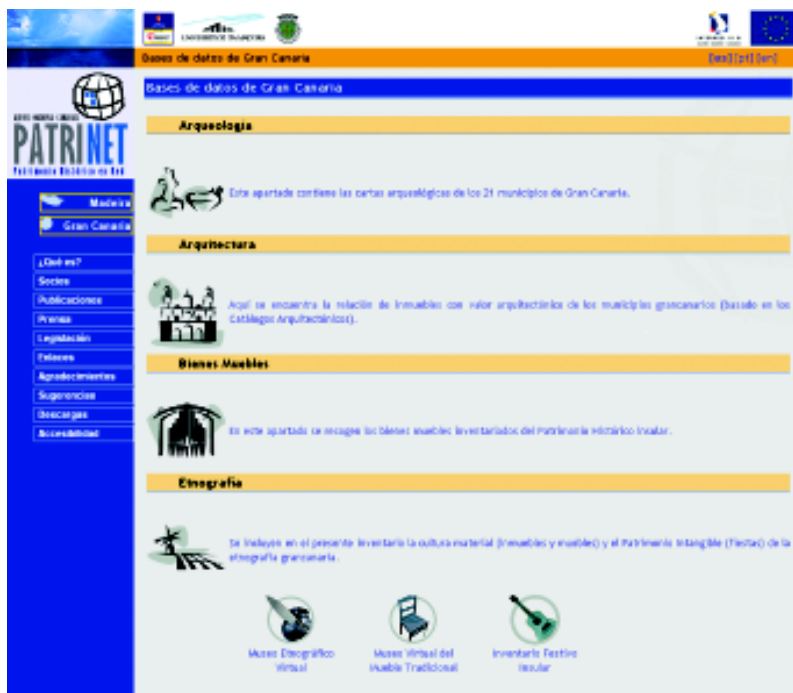 Bases de datos de Gran Canaria
[es] [pt] [en]
Bases de datos de Gran Canaria
PATRINET
Patrimonio Histórico en Red
Madeira
Gran Canaria
¿Qué es?
Socios
Publicaciones
Prensa
Legislación
Enlaces
Agradecimientos
Sugerencias
Descargas
Accesibilidad
Arqueología
Este apartado contiene las cartas arqueológicas de los 21 municipios de Gran Canaria.
Arquitectura
Aquí se encuentra la relación de inmuebles con valor arquitectónico de los municipios grancanarios (basado en los
Catálogos Arquitectónicos).
Bienes Muebles
En este apartado se recogen los bienes muebles inventariados del Patrimonio Histórico Insular.
Etnografía
Se incluyen en el presente inventario la cultura material (inmuebles y muebles) y el Patrimonio Intangible (fiestas) de la
etnografía grancanaria.
Museo Etnográfico
Virtual
Museo Virtual del
Mueble Tradicional
Inventario Festivo
Insular